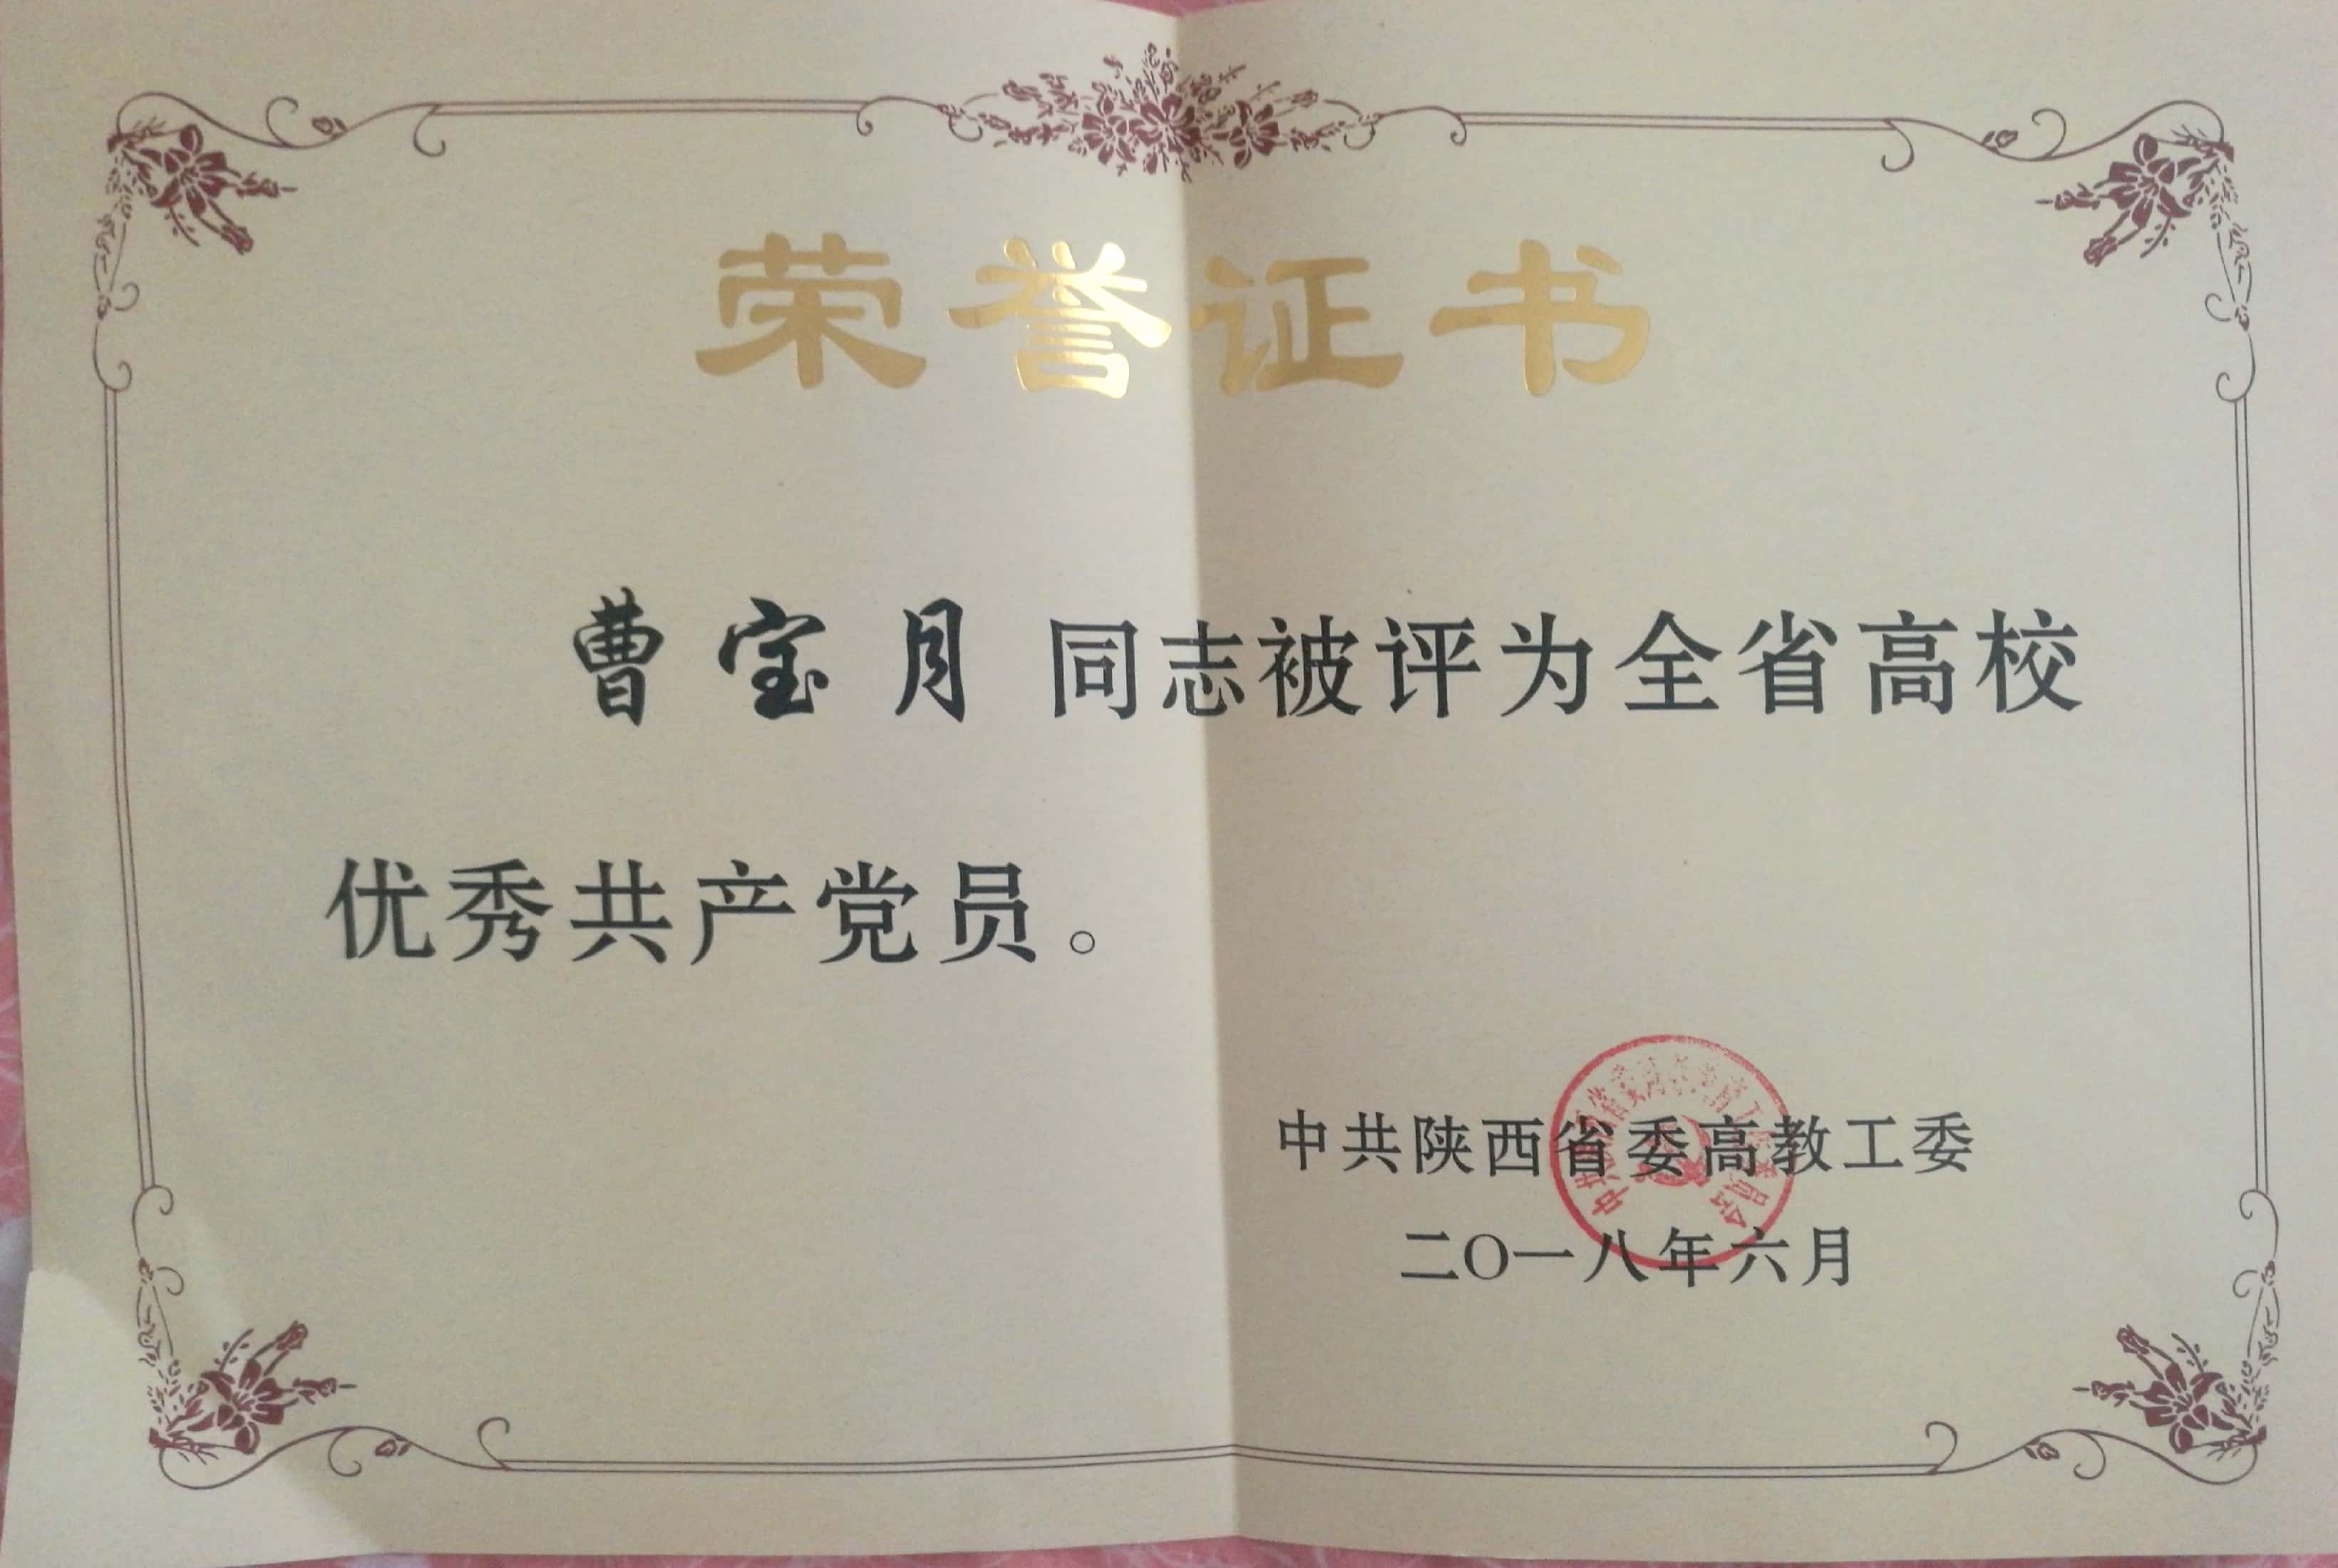 荣誉证书
曹宝月同志被评为全省高校
优秀共产党员。
中共陕西省委高教工委
二〇一八年六月